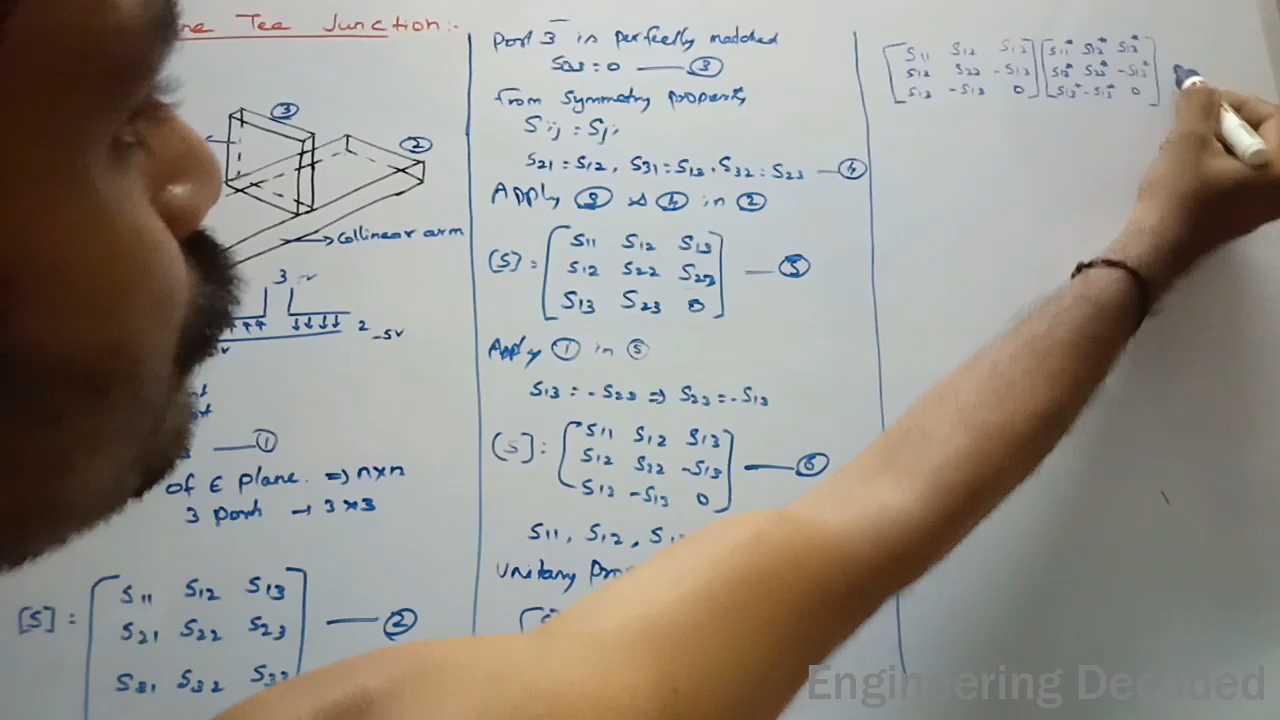 ne Tee Junction:-
3
2
collinear arm
3 -v
2
-5v
1
of E plane. => n×n
3 port → 3×3
[S] = [ S11 S12 S13
S21 S22 S23 — 2
S31 S32 S33
Port 3 is perfectly matched
S33 = 0 — 3
from symmetry property
Sij = Sji
S21 = S12, S31 = S13, S32 = S23 — 4
Apply 3 & 4 in 2
[S] = [ S11 S12 S13
S12 S22 S23 — 5
S13 S23 0 ]
Apply 1 in 5
S13 = -S23 => S23 = -S13
[S] = [ S11 S12 S13
S12 S22 -S13 — 6
S13 -S13 0 ]
S11, S12, S1
Unitary Pro
[ S11 S12 S13 ] [ S11* S12* S13* ]
S12 S22 -S13 S12* S22* -S13*
S13 -S13 0 S13* -S13* 0
Engineering Decoded